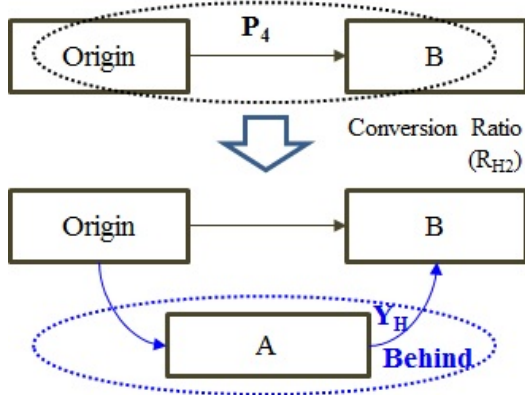 P4
Origin
B
Conversion Ratio
(RH2)
Origin
B
A
YH
Behind